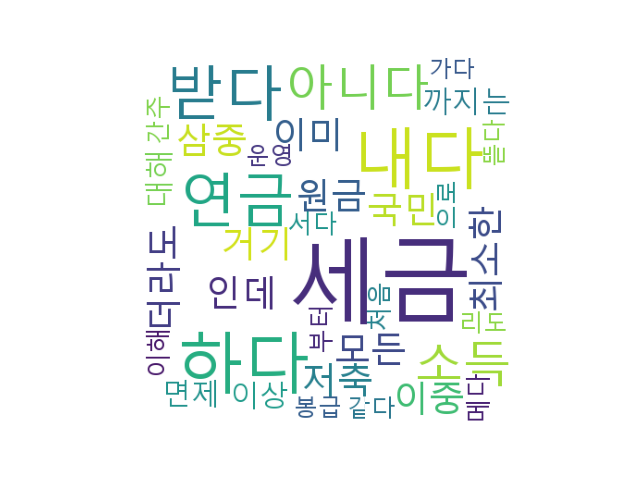 가다
받다
아니다
까지는
간주
삼중
이미
내다
뜯다
운영
대해
연금
원금
국민
이로
서다
최소한
거기
더라도
인데
세금
처음
리도
부터
이해
하다
모든
소득
저축
면제
이상
이중
봉급
같다
떼다